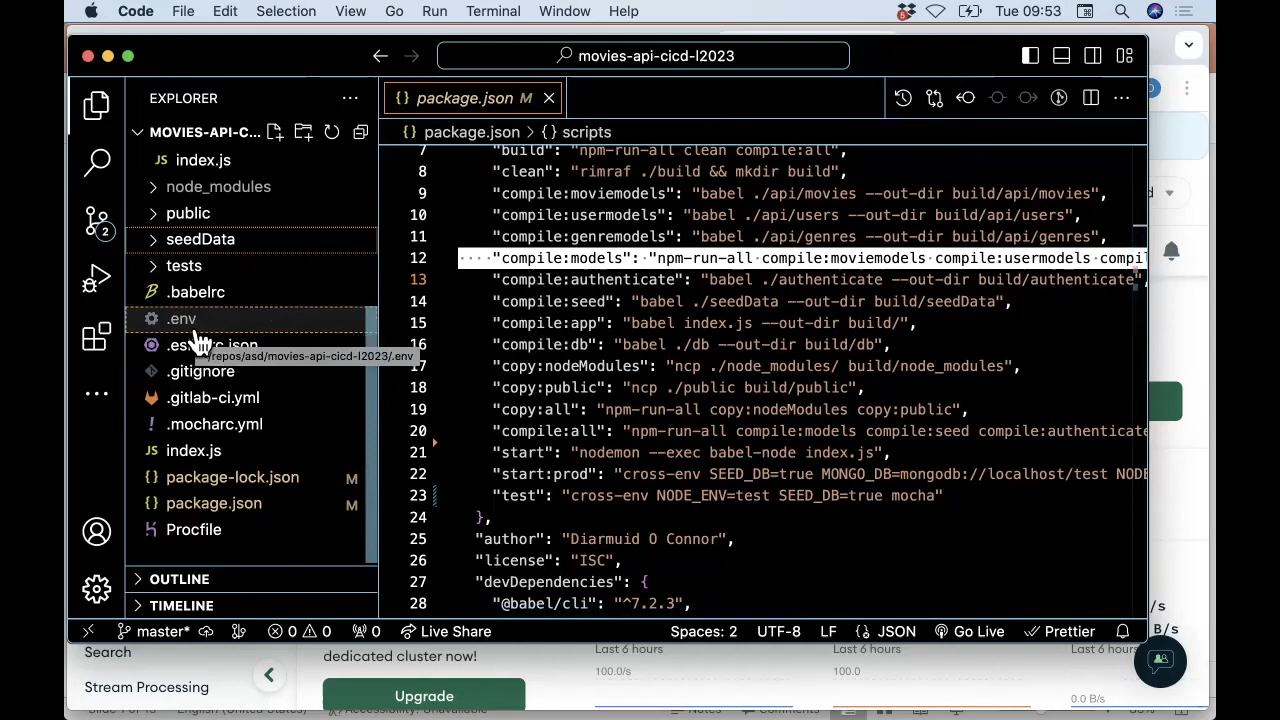 Code File Edit Selection View Go Run Terminal Window Help 5 Tue 09:53
movies-api-cicd-l2023
EXPLORER
MOVIES-API-C...
index.js
node_modules
public
seedData
tests
.babelrc
.env
.gitignore
.gitlab-ci.yml
.mocharc.yml
index.js
package-lock.json M
package.json M
Procfile
OUTLINE
TIMELINE
2
/repos/asd/movies-api-cicd-l2023/.env
{} package.json M
{} package.json > {} scripts
7 "build": "npm-run-all clean compile:all",
8 "clean": "rimraf ./build && mkdir build",
9 "compile:moviemodels": "babel ./api/movies --out-dir build/api/movies",
10 "compile:usermodels": "babel ./api/users --out-dir build/api/users",
11 "compile:genremodels": "babel ./api/genres --out-dir build/api/genres",
12 ····"compile:models":·"npm-run-all·compile:moviemodels·compile:usermodels·compil
13 "compile:authenticate": "babel ./authenticate --out-dir build/authenticate",
14 "compile:seed": "babel ./seedData --out-dir build/seedData",
15 "compile:app": "babel index.js --out-dir build/",
16 "compile:db": "babel ./db --out-dir build/db",
17 "copy:nodeModules": "ncp ./node_modules/ build/node_modules",
18 "copy:public": "ncp ./public build/public",
19 "copy:all": "npm-run-all copy:nodeModules copy:public",
20 "compile:all": "npm-run-all compile:models compile:seed compile:authenticate
21 "start": "nodemon --exec babel-node index.js",
22 "start:prod": "cross-env SEED_DB=true MONGO_DB=mongodb://localhost/test NODE
23 "test": "cross-env NODE_ENV=test SEED_DB=true mocha"
24 },
25 "author": "Diarmuid O Connor",
26 "license": "ISC",
27 "devDependencies": {
28 "@babel/cli": "^7.2.3",
master* 0 0 0 Live Share Spaces: 2 UTF-8 LF {} JSON Go Live Prettier
Search
Stream Processing
dedicated cluster now!
Upgrade
Last 6 hours
100.0/s
Last 6 hours
100.0
Last 6 hours
0.0 B/s
/s
B/s